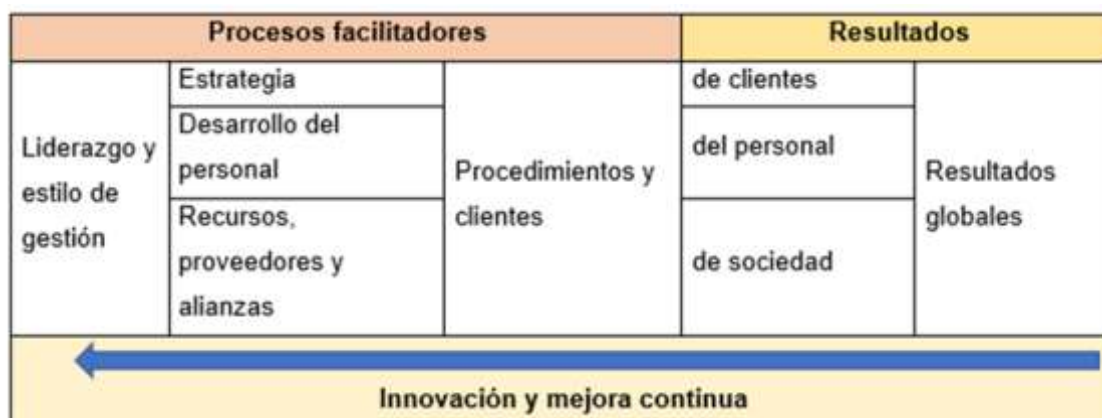 Procesos facilitadores
Resultados
Liderazgo y
estilo de
gestión
Estrategia
Desarrollo del
personal
Recursos,
proveedores y
alianzas
Procedimientos y
clientes
de clientes
del personal
de sociedad
Resultados
globales
Innovación y mejora continua